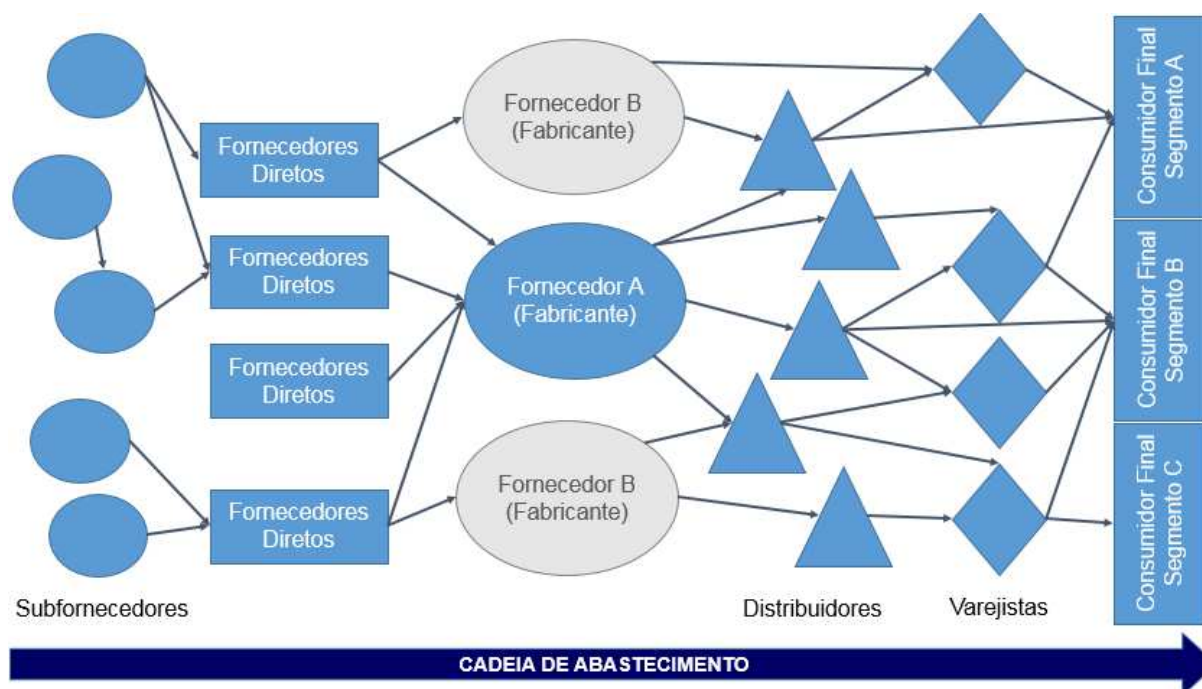 Fornecedores
Diretos
Fornecedores
Diretos
Fornecedores
Diretos
Fornecedores
Diretos
Fornecedor B
(Fabricante)
Fornecedor A
(Fabricante)
Fornecedor B
(Fabricante)
Consumidor Final
Segmento A
Consumidor Final
Segmento B
Consumidor Final
Segmento C
Subfornecedores
Distribuidores
Varejistas
CADEIA DE ABASTECIMENTO